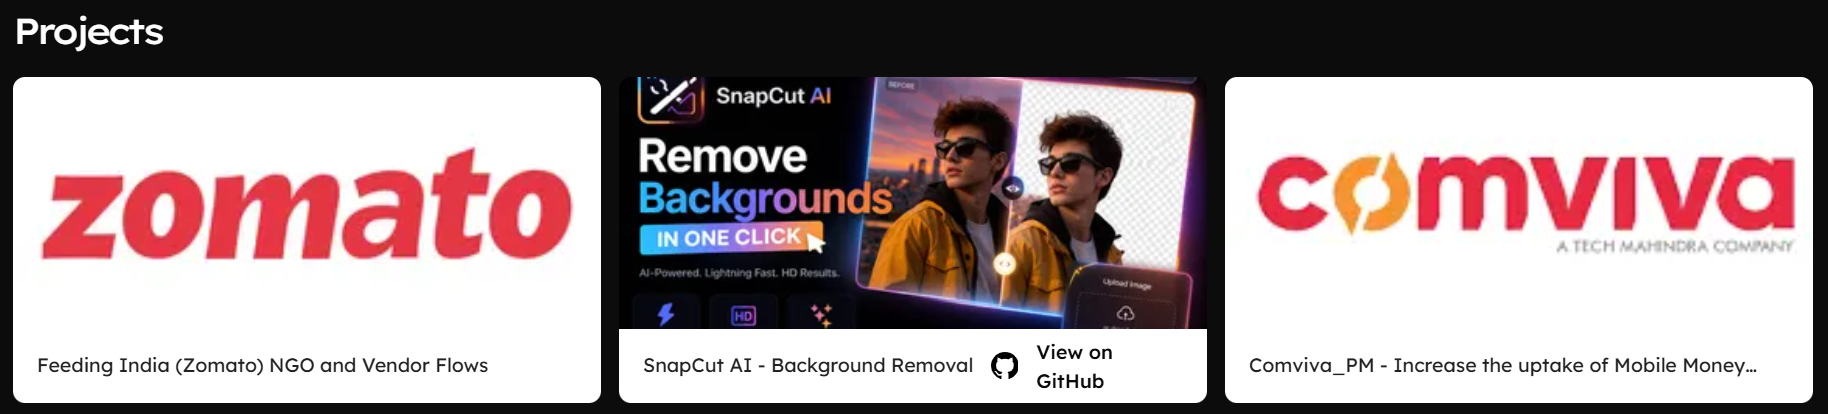 Projects
zomato
Feeding India (Zomato) NGO and Vendor Flows
SnapCut AI
Remove
Backgrounds
IN ONE CLICK
AI-Powered. Lightning Fast. HD Results.
HD
BEFORE
Upload Image
SnapCut AI - Background Removal
View on
GitHub
comviva
A TECH MAHINDRA COMPANY
Comviva_PM - Increase the uptake of Mobile Money...